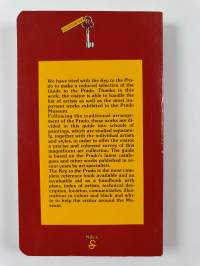 We have tried with the Key to the Pra-
do to make a reduced selection of the
Guide to the Prado. Thanks to this
work, the visitor is able to handle the
list of artists as well as the most impor-
tant works exhibited in the Prado
Museum.
Following the traditional arrange-
ment of the Prado, these works are di-
vided in this guide into schools of
paintings, which are studied separate-
ly, together with the individual artists
and styles, in order to offer the visitor
a precise and coherent survey of this
magnificent art collection. The guide
is based on the Prado's latest catalo-
gues and other works published in re-
cent years by art specialists.
The Key to the Prado is the most com-
plete reference book available and an
invaluable aid as a handbook with
plans, index of artists, technical des-
cription, location, commentaries, illus-
trations in colour and black and whi-
te to help the visitor around the Mu-
seum.